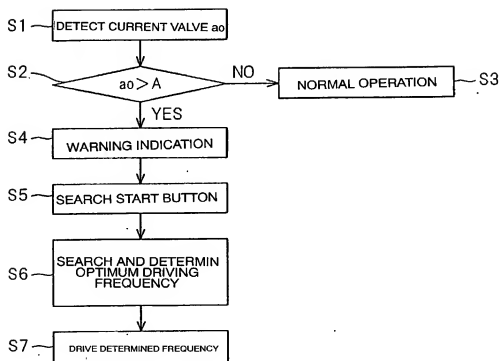 S1
DETECT CURRENT VALVE ao
S2
ao > A
NO
NORMAL OPERATION
S3
YES
S4
WARNING INDICATION
S5
SEARCH START BUTTON
S6
SEARCH AND DETERMIN
OPTIMUM DRIVING
FREQUENCY
S7
DRIVE DETERMINED FREQUENCY